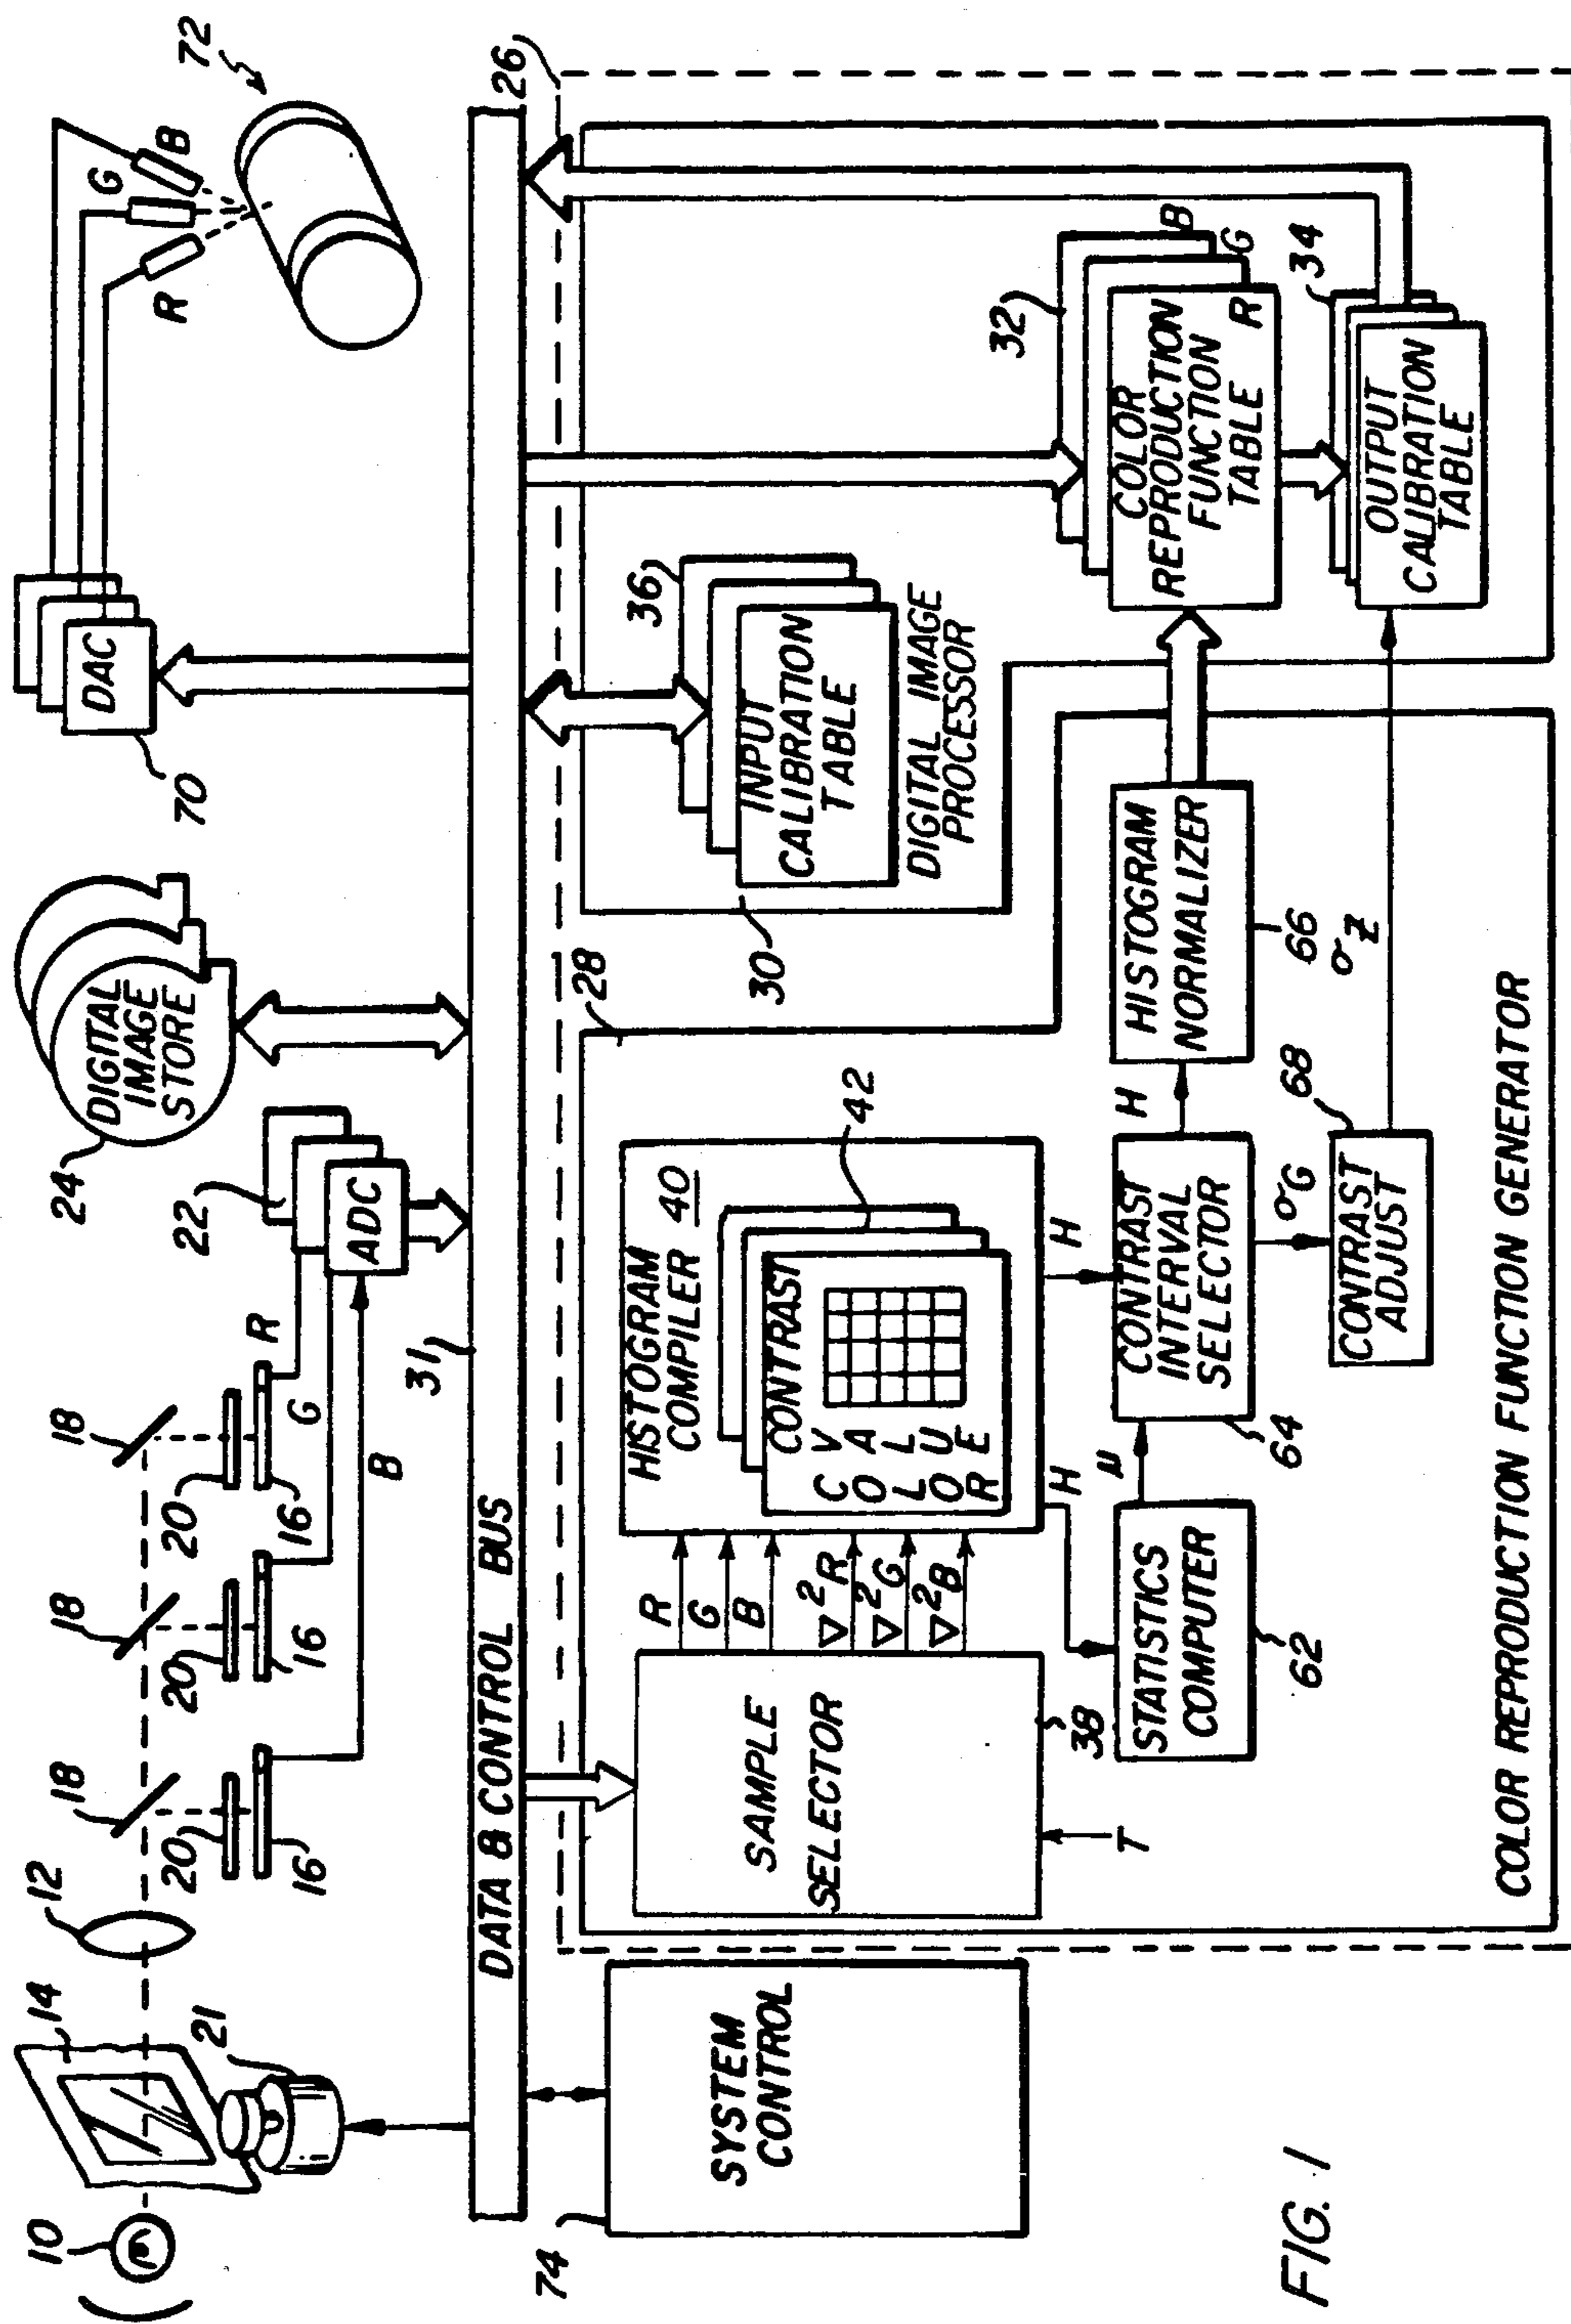 10
14
12
21
18
18
18
20
20
20
16
16
16
R
G
B
22
ADC
24
DIGITAL
IMAGE
STORE
70
DAC
R
G
B
72
31
DATA & CONTROL BUS
26
74
SYSTEM
CONTROL
28
SAMPLE
SELECTOR
38
T
R
G
B
∇²R
∇²G
∇²B
HISTOGRAM
COMPILER 40
CONTRAST
COLOR
VALUE
42
H
H
STATISTICS
COMPUTER
62
μ
CONTRAST
INTERVAL
SELECTOR
64
H
σG
CONTRAST
ADJUST
68
HISTOGRAM
NORMALIZER
66
σZ
30
INPUT
CALIBRATION
TABLE
36
DIGITAL IMAGE
PROCESSOR
32
COLOR
REPRODUCTION
FUNCTION
TABLE R
G
B
34
OUTPUT
CALIBRATION
TABLE
COLOR REPRODUCTION FUNCTION GENERATOR
FIG. 1